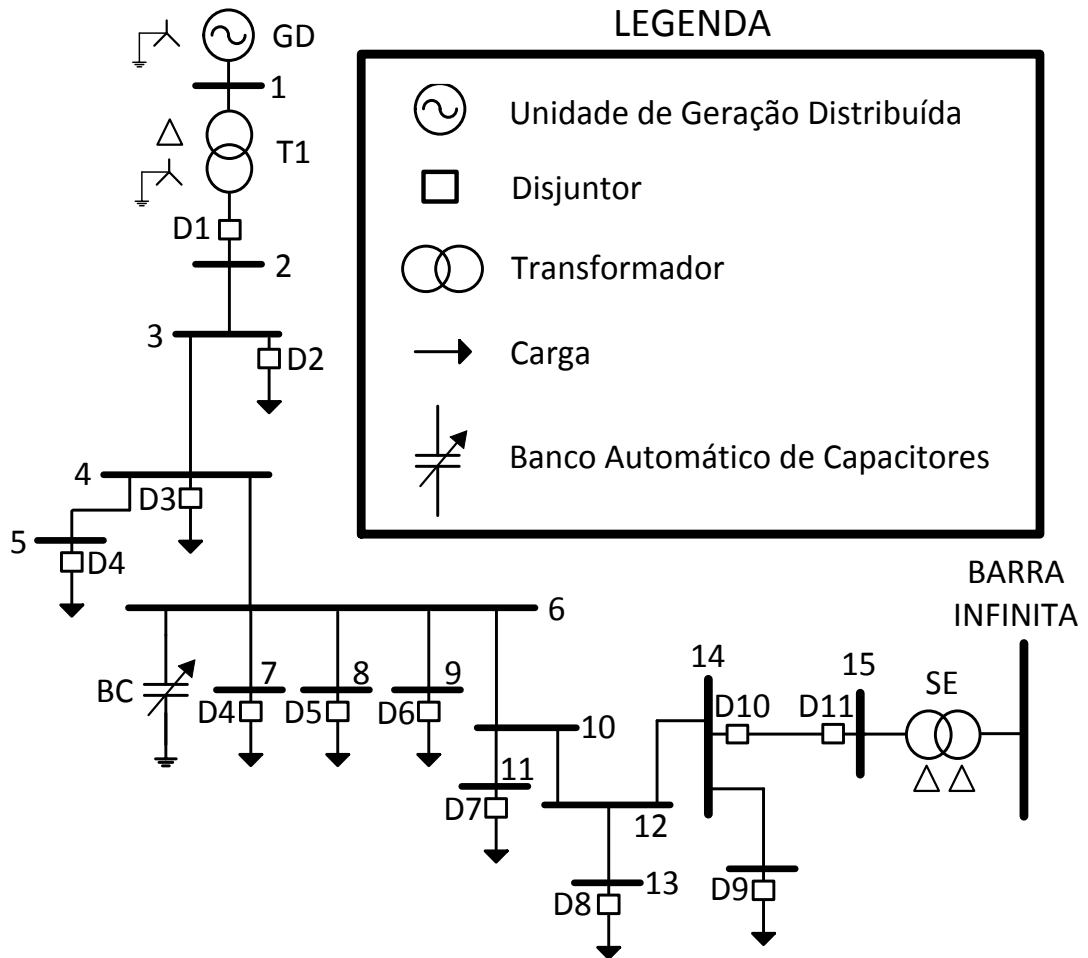 LEGENDA
GD
1
T1
D1
2
3
D2
4
D3
5
D4
6
BC
7
8
9
D4
D5
D6
10
11
D7
12
13
D8
14
15
D10
D11
D9
SE
BARRA
INFINITA
Unidade de Geração Distribuída
Disjuntor
Transformador
Carga
Banco Automático de Capacitores